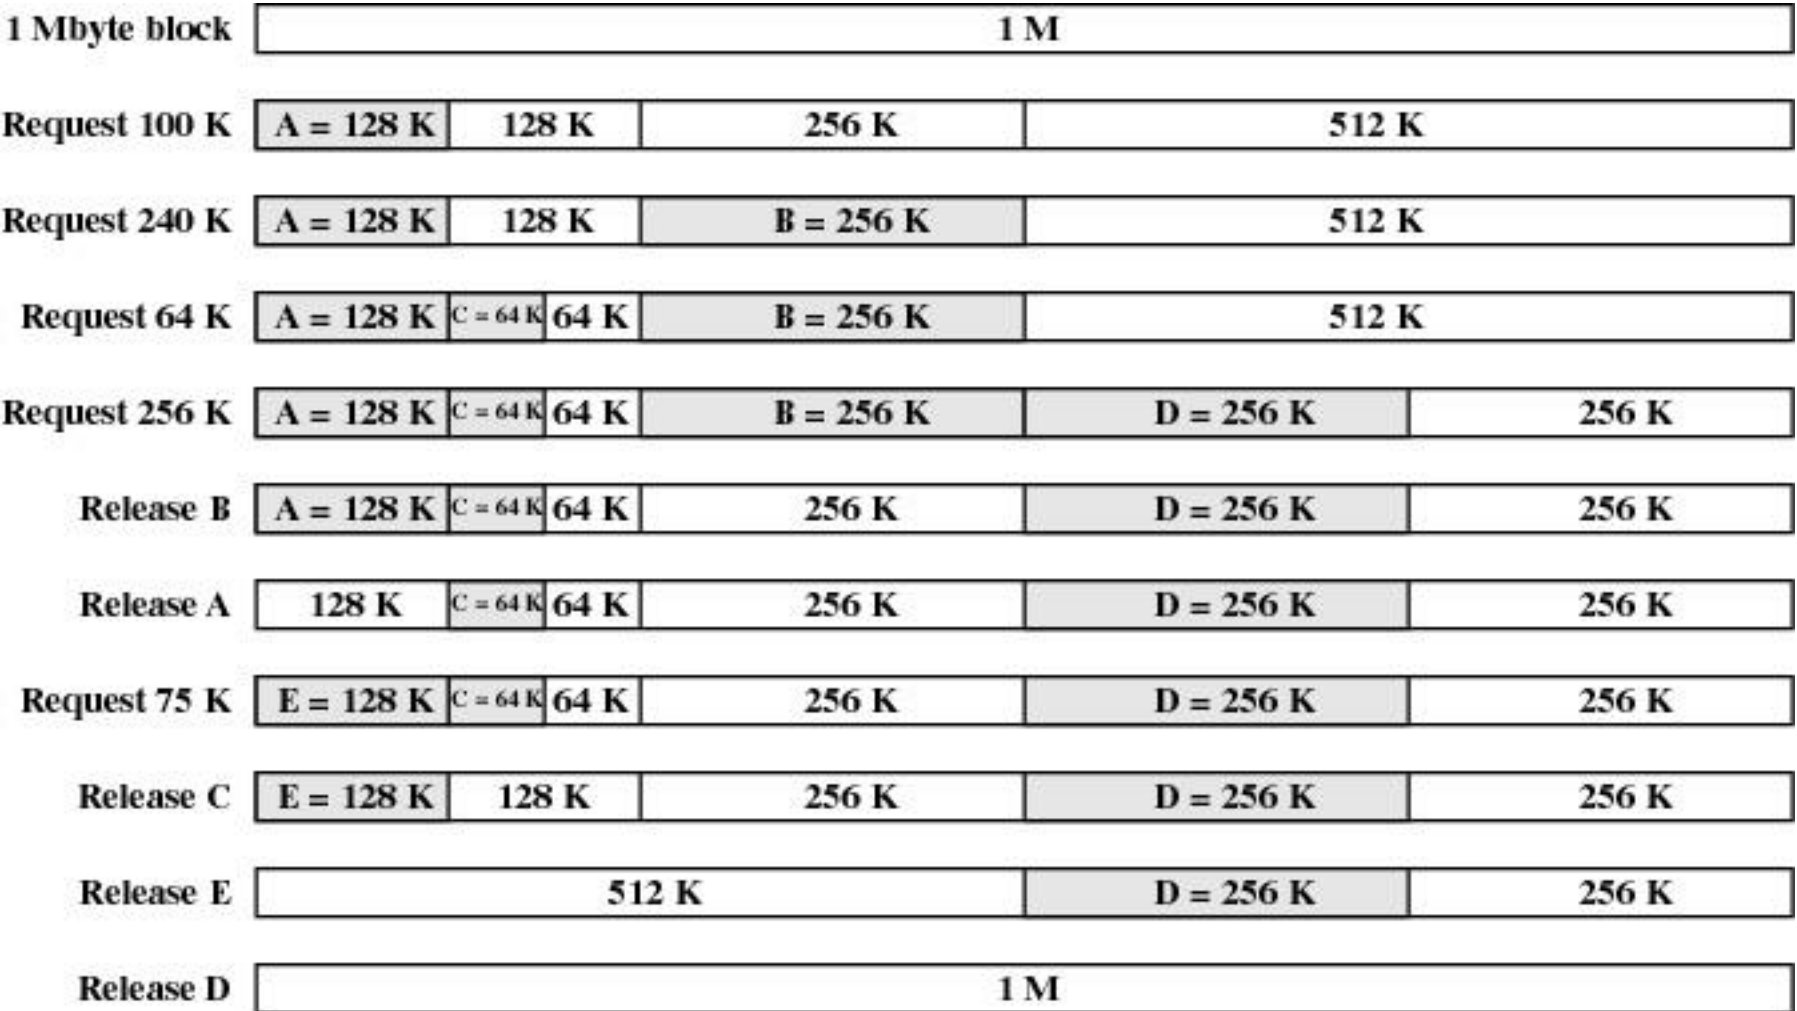 1 Mbyte block 1 M
Request 100 K A = 128 K 128 K 256 K 512 K
Request 240 K A = 128 K 128 K B = 256 K 512 K
Request 64 K A = 128 K C = 64 K 64 K B = 256 K 512 K
Request 256 K A = 128 K C = 64 K 64 K B = 256 K D = 256 K 256 K
Release B A = 128 K C = 64 K 64 K 256 K D = 256 K 256 K
Release A 128 K C = 64 K 64 K 256 K D = 256 K 256 K
Request 75 K E = 128 K C = 64 K 64 K 256 K D = 256 K 256 K
Release C E = 128 K 128 K 256 K D = 256 K 256 K
Release E 512 K D = 256 K 256 K
Release D 1 M